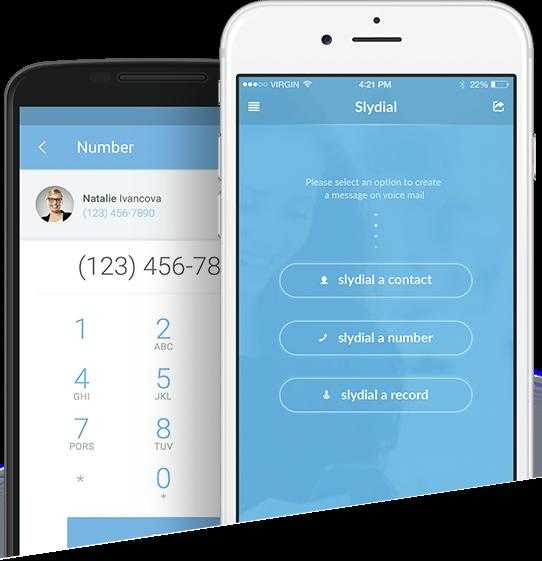 Number
Natalie Ivancova
(123) 456-7890
(123) 456-78
1
2
ABC
4
GHI
5
JKL
7
PQRS
8
TUV
*
0
*
VIRGIN
4:21 PM
22%
Slydial
Please select an option to create
a message on voice mail
slydial a contact
slydial a number
slydial a record